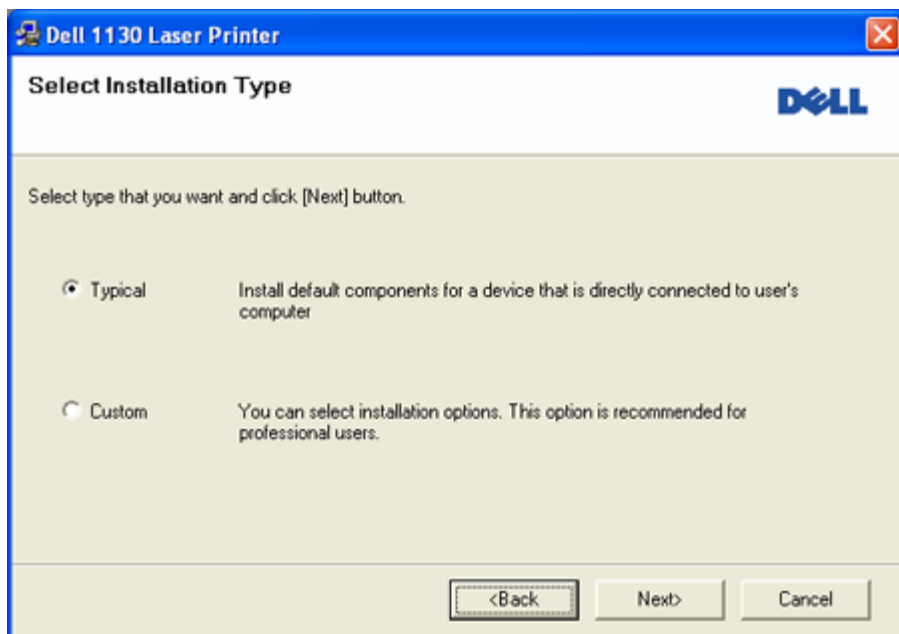 Dell 1130 Laser Printer
Select Installation Type
DELL
Select type that you want and click [Next] button.
Typical
Install default components for a device that is directly connected to user's
computer
Custom
You can select installation options. This option is recommended for
professional users.
<Back
Next>
Cancel